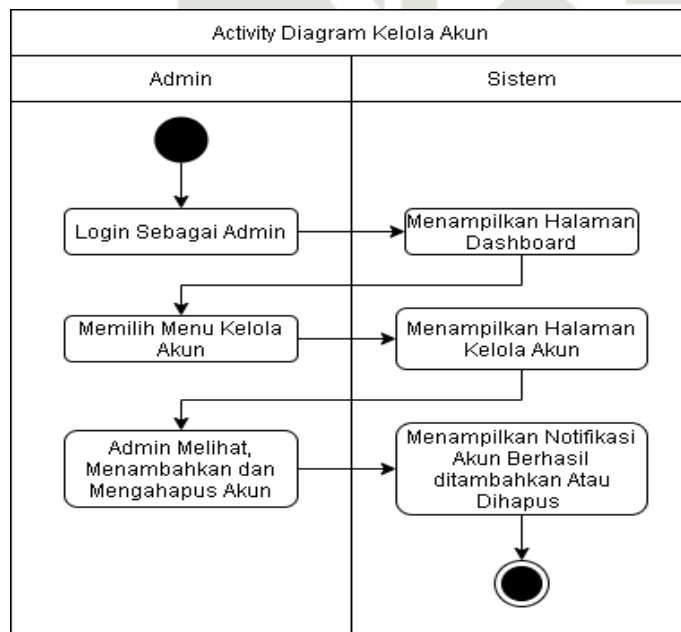 Activity Diagram Kelola Akun
Admin
Sistem
Login Sebagai Admin
Menampilkan Halaman
Dashboard
Memilih Menu Kelola
Akun
Menampilkan Halaman
Kelola Akun
Admin Melihat,
Menambahkan dan
Mengahapus Akun
Menampilkan Notifikasi
Akun Berhasil
ditambahkan Atau
Dihapus